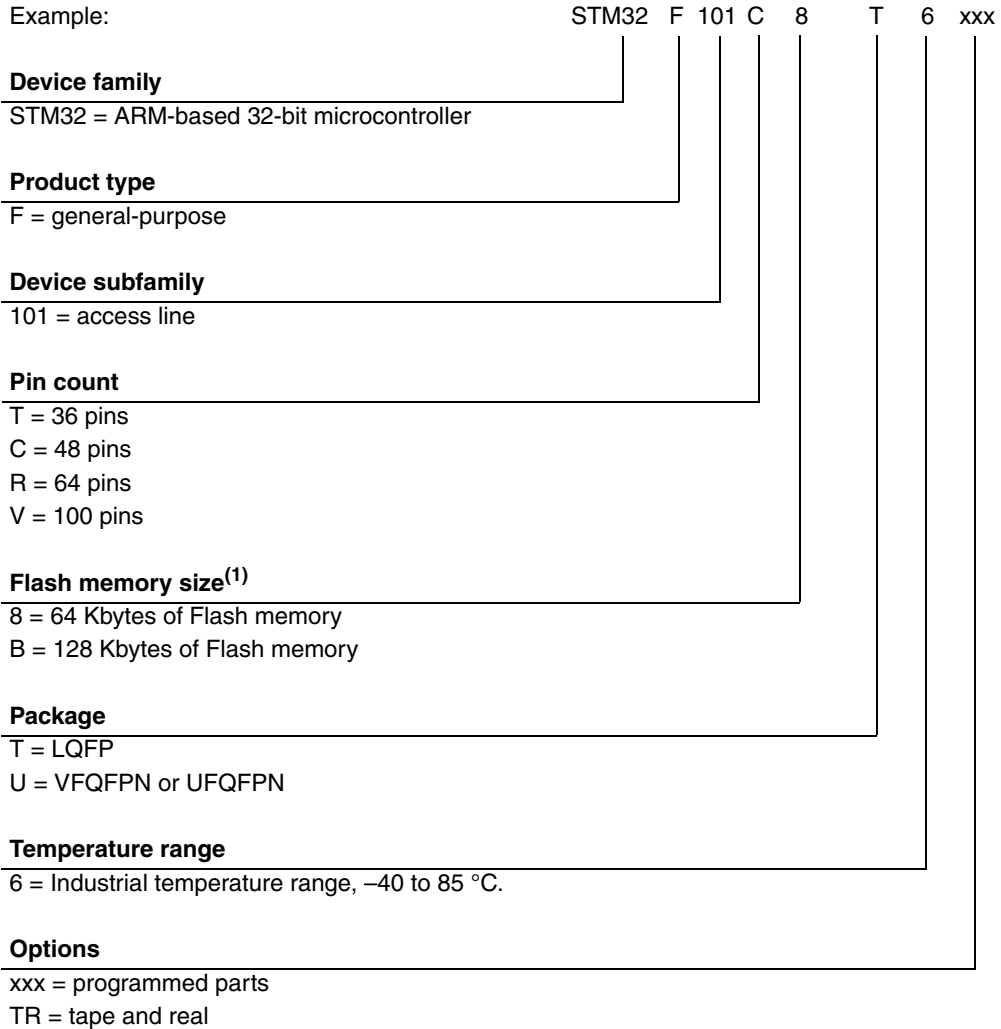 Example: STM32 F 101 C 8 T 6 xxx
Device family
STM32 = ARM-based 32-bit microcontroller
Product type
F = general-purpose
Device subfamily
101 = access line
Pin count
T = 36 pins
C = 48 pins
R = 64 pins
V = 100 pins
Flash memory size(1)
8 = 64 Kbytes of Flash memory
B = 128 Kbytes of Flash memory
Package
T = LQFP
U = VFQFPN or UFQFPN
Temperature range
6 = Industrial temperature range, –40 to 85 °C.
Options
xxx = programmed parts
TR = tape and real